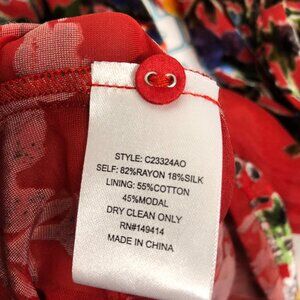 STYLE: C23324AO
SELF: 82%RAYON 18%SILK
LINING: 55%COTTON
45%MODAL
DRY CLEAN ONLY
RN#149414
MADE IN CHINA